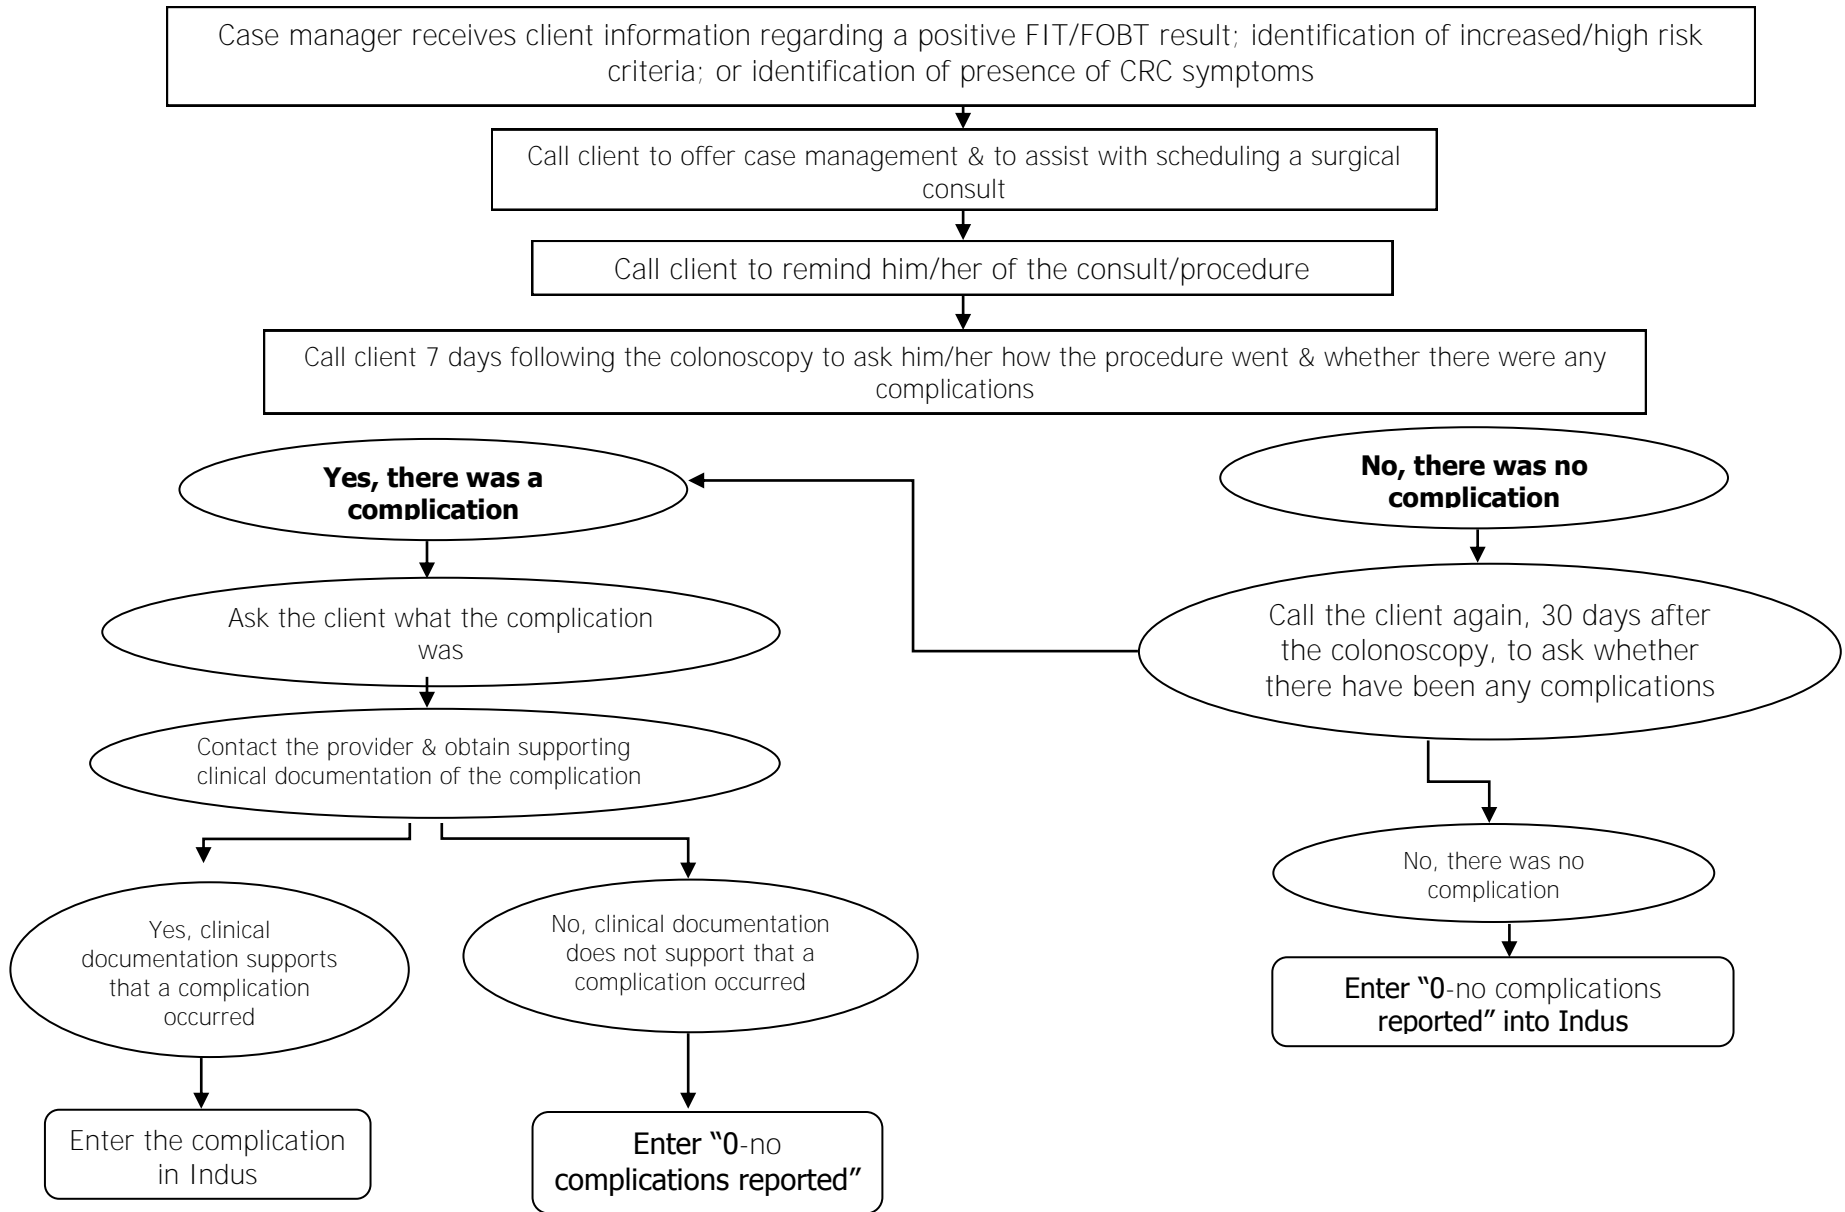 Case manager receives client information regarding a positive FIT/FOBT result; identification of increased/high risk
criteria; or identification of presence of CRC symptoms
Call client to offer case management & to assist with scheduling a surgical
consult
Call client to remind him/her of the consult/procedure
Call client 7 days following the colonoscopy to ask him/her how the procedure went & whether there were any
complications
Yes, there was a
complication
No, there was no
complication
Ask the client what the complication
was
Call the client again, 30 days after
the colonoscopy, to ask whether
there have been any complications
Contact the provider & obtain supporting
clinical documentation of the complication
No, there was no
complication
Yes, clinical
documentation supports
that a complication
occurred
No, clinical documentation
does not support that a
complication occurred
Enter “0-no complications
reported” into Indus
Enter the complication
in Indus
Enter “0-no
complications reported”